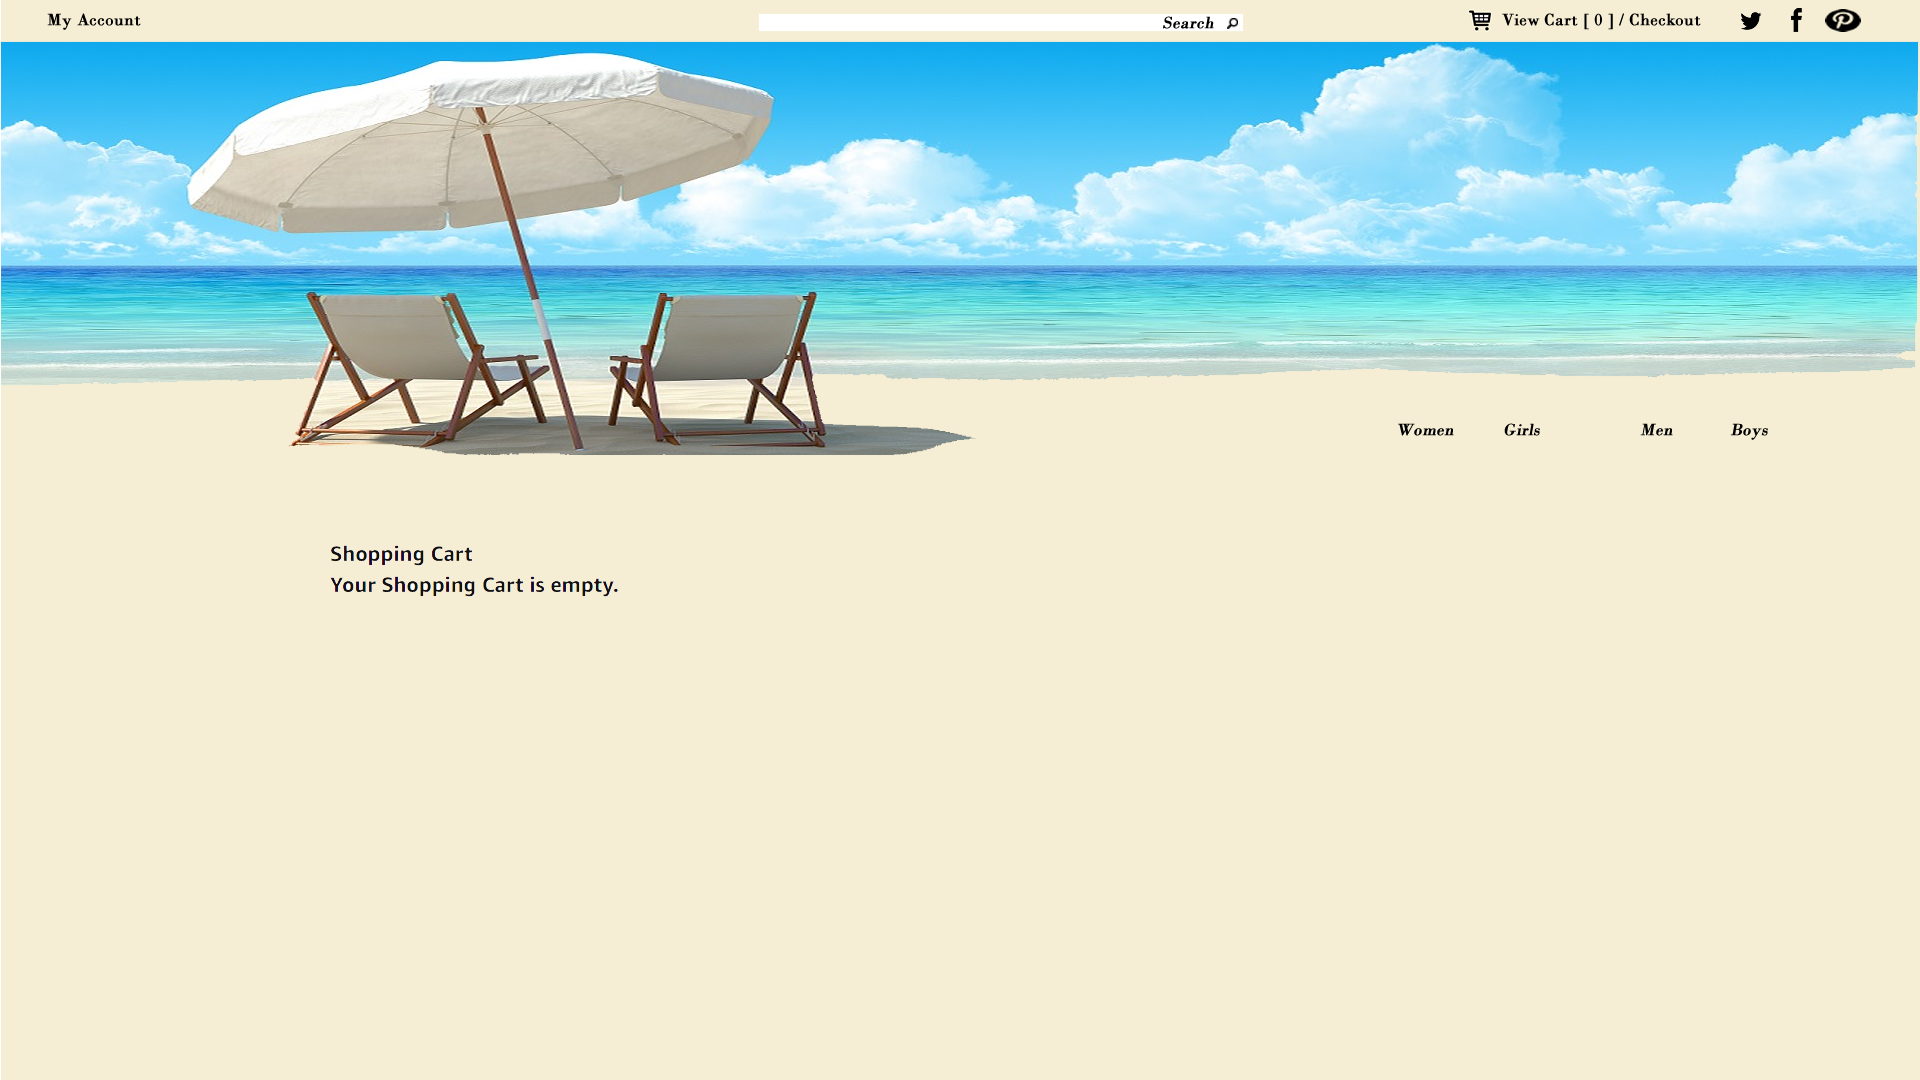 My Account
Search
View Cart [ 0 ] / Checkout
Women Girls Men Boys
Shopping Cart
Your Shopping Cart is empty.